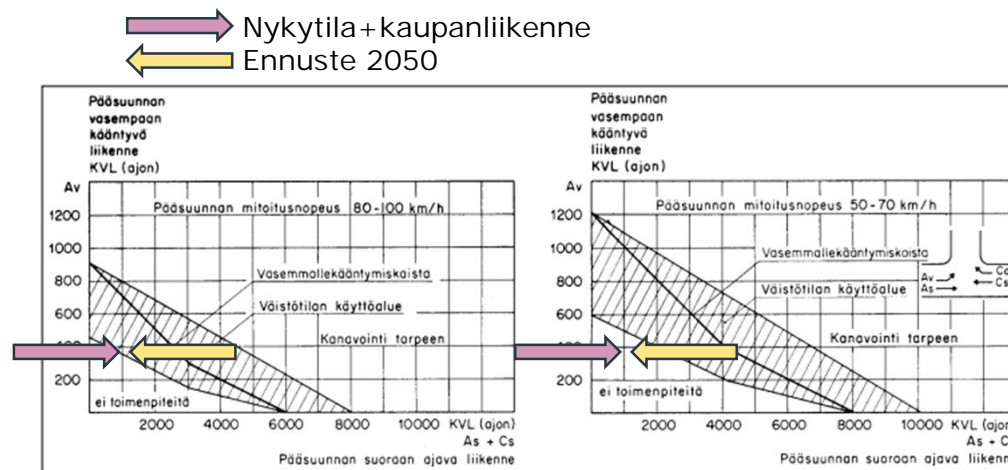 Nykytila+kaupanliikenne
Ennuste 2050
Pääsuunnan
vasempaan
kääntyvä
liikenne
KVL (ajon)
Av
1200
1000
800
600
400
200
Pääsuunnan mitoitusnopeus 80-100 km/h
Vasemmallekääntymiskaista
Väistötilan käyttöalue
Kanavointi tarpeen
ei toimenpiteitä
2000 4000 6000 8000 10000 KVL (ajon)
As + Cs
Pääsuunnan suoraan ajava liikenne
Pääsuunnan
vasempaan
kääntyvä
liikenne
KVL (ajon)
Av
1200
1000
800
600
400
200
Pääsuunnan mitoitusnopeus 50-70 km/h
Vasemmallekääntymiskaista
Väistötilan käyttöalue
Kanavointi tarpeen
ei toimenpiteitä
Av
As
Cs
2000 4000 6000 8000 10000 KVL (ajon
As + C
Pääsuunnan suoraan ajava liikenne